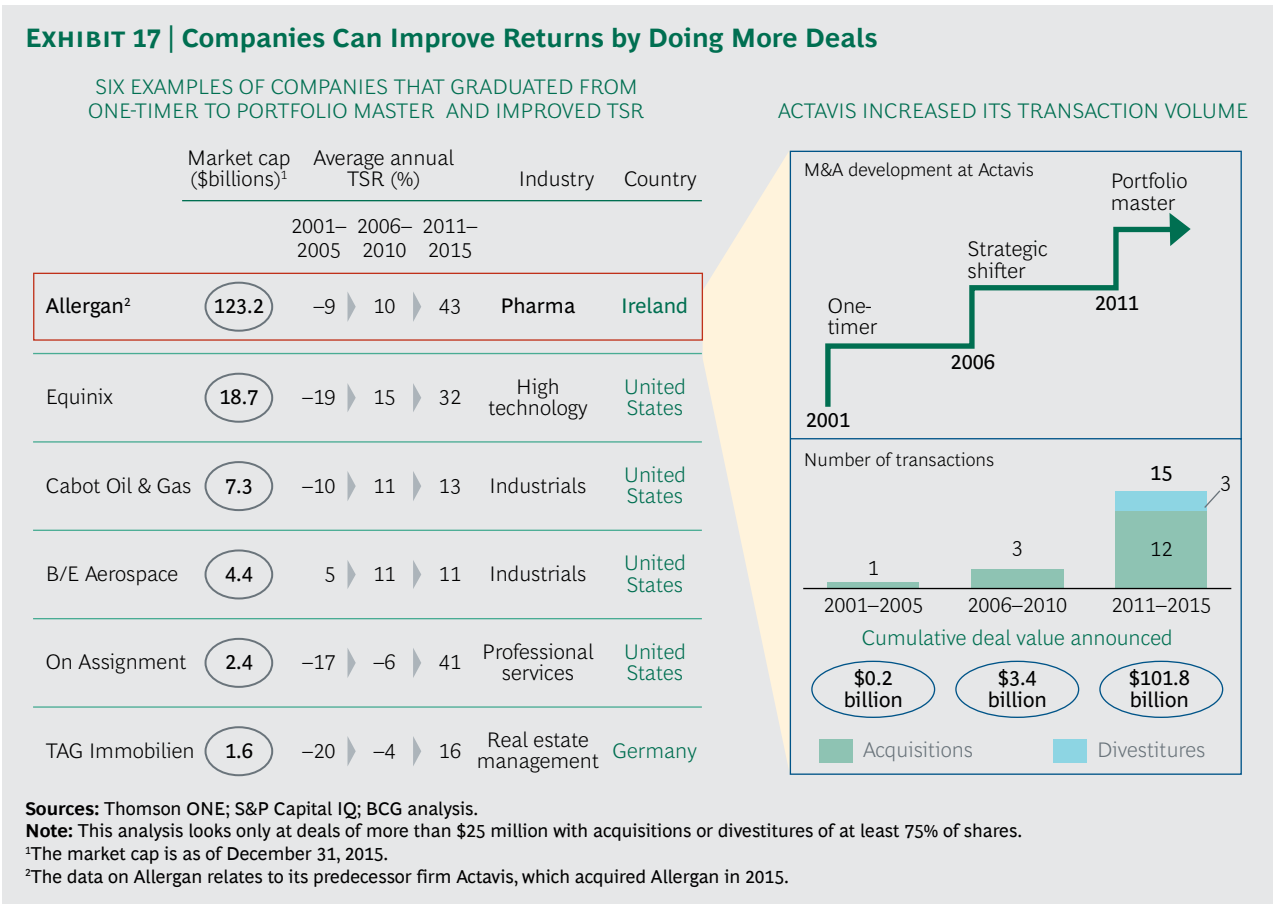 EXHIBIT 17 | Companies Can Improve Returns by Doing More Deals
SIX EXAMPLES OF COMPANIES THAT GRADUATED FROM
ONE-TIMER TO PORTFOLIO MASTER AND IMPROVED TSR
Market cap
($billions)¹
Average annual
TSR (%)
Industry
Country
2001–
2005
2006–
2010
2011–
2015
Allergan² 123.2 –9 10 43 Pharma Ireland
Equinix 18.7 –19 15 32 High
technology
United
States
Cabot Oil & Gas 7.3 –10 11 13 Industrials United
States
B/E Aerospace 4.4 5 11 11 Industrials United
States
On Assignment 2.4 –17 –6 41 Professional
services
United
States
TAG Immobilien 1.6 –20 –4 16 Real estate
management
Germany
ACTAVIS INCREASED ITS TRANSACTION VOLUME
M&A development at Actavis
Portfolio
master
Strategic
shifter
One-
timer
2011
2006
2001
Number of transactions
15
3
12
3
1
2001–2005 2006–2010 2011–2015
Cumulative deal value announced
$0.2
billion
$3.4
billion
$101.8
billion
Acquisitions Divestitures
Sources: Thomson ONE; S&P Capital IQ; BCG analysis.
Note: This analysis looks only at deals of more than $25 million with acquisitions or divestitures of at least 75% of shares.
¹The market cap is as of December 31, 2015.
²The data on Allergan relates to its predecessor firm Actavis, which acquired Allergan in 2015.